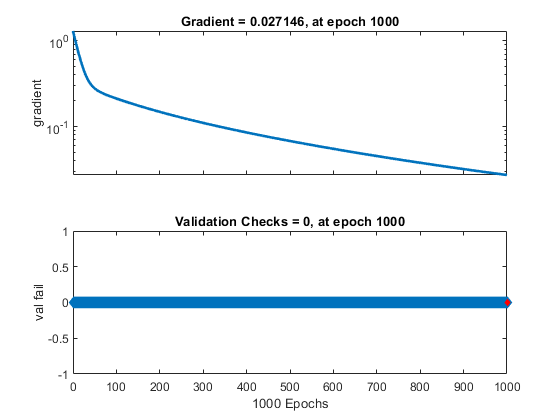 Gradient = 0.027146, at epoch 1000
10^0
gradient
10^-1
Validation Checks = 0, at epoch 1000
1
0.5
val fail
0
-0.5
-1
0 100 200 300 400 500 600 700 800 900 1000
1000 Epochs